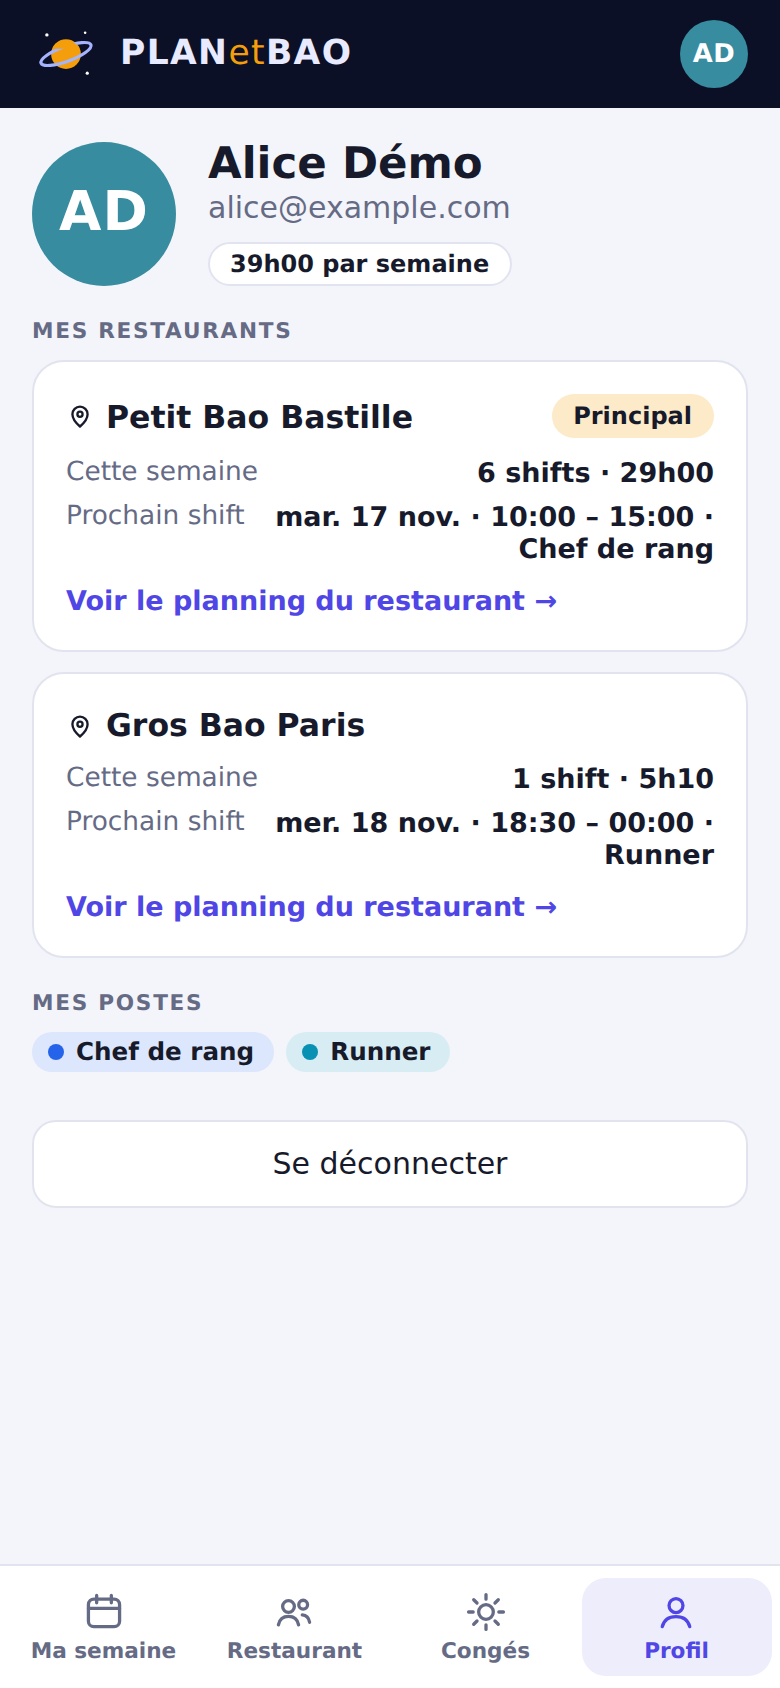 PLANetBAO
AD
AD
Alice Démo
alice@example.com
39h00 par semaine
MES RESTAURANTS
Petit Bao Bastille
Principal
Cette semaine
6 shifts · 29h00
Prochain shift
mar. 17 nov. · 10:00 – 15:00 ·
Chef de rang
Voir le planning du restaurant →
Gros Bao Paris
Cette semaine
1 shift · 5h10
Prochain shift
mer. 18 nov. · 18:30 – 00:00 ·
Runner
Voir le planning du restaurant →
MES POSTES
Chef de rang
Runner
Se déconnecter
Ma semaine
Restaurant
Congés
Profil